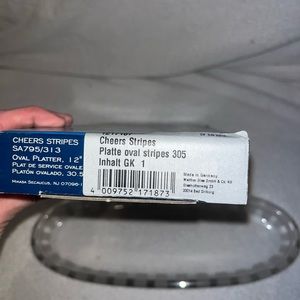 CHEERS STRIPES
SA795/313
OVAL PLATTER, 12"
PLAT DE SERVICE OVALE
PLATÓN OVALADO, 30.5
MIKASA SECAUCUS, NJ 07096-1
Cheers Stripes
Platte oval stripes 305
Inhalt GK 1
4 009752 171873
Made in Germany
Walther Glas GmbH & Co. KG
33014 Bad Driburg